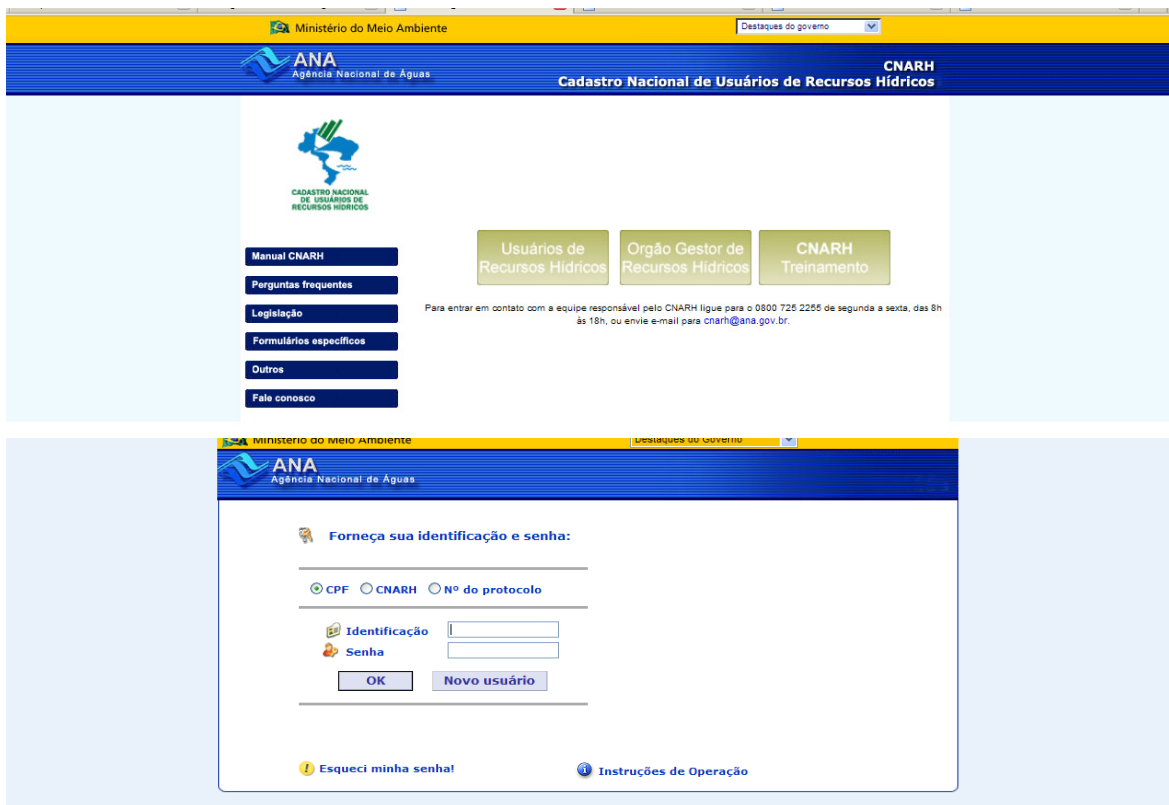 Ministério do Meio Ambiente
Destaques do governo
ANA
Agência Nacional de Águas
CNARH
Cadastro Nacional de Usuários de Recursos Hídricos
CADASTRO NACIONAL
DE USUÁRIOS DE
RECURSOS HÍDRICOS
Manual CNARH
Perguntas frequentes
Legislação
Formulários específicos
Outros
Fale conosco
Usuários de
Recursos Hídricos
Orgão Gestor de
Recursos Hídricos
CNARH
Treinamento
Para entrar em contato com a equipe responsável pelo CNARH ligue para o 0800 725 2255 de segunda a sexta, das 8h
às 18h, ou envie e-mail para cnarh@ana.gov.br.
Ministério do Meio Ambiente
Destaques do Governo
ANA
Agência Nacional de Águas
Forneça sua identificação e senha:
CPF CNARH Nº do protocolo
Identificação
Senha
OK Novo usuário
Esqueci minha senha!
Instruções de Operação